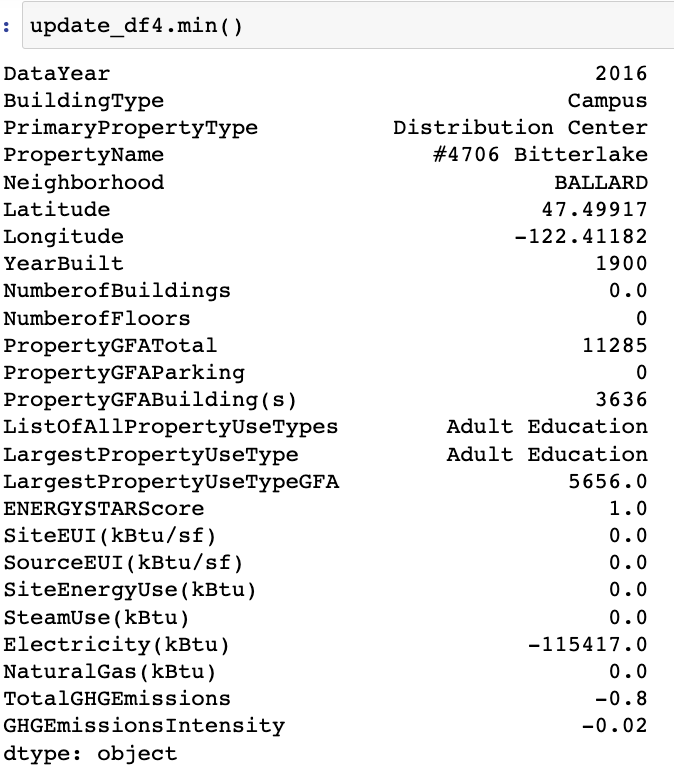 : update_df4.min()
DataYear 2016
BuildingType Campus
PrimaryPropertyType Distribution Center
PropertyName #4706 Bitterlake
Neighborhood BALLARD
Latitude 47.49917
Longitude -122.41182
YearBuilt 1900
NumberofBuildings 0.0
NumberofFloors 0
PropertyGFATotal 11285
PropertyGFAParking 0
PropertyGFABuilding(s) 3636
ListOfAllPropertyUseTypes Adult Education
LargestPropertyUseType Adult Education
LargestPropertyUseTypeGFA 5656.0
ENERGYSTARScore 1.0
SiteEUI(kBtu/sf) 0.0
SourceEUI(kBtu/sf) 0.0
SiteEnergyUse(kBtu) 0.0
SteamUse(kBtu) 0.0
Electricity(kBtu) -115417.0
NaturalGas(kBtu) 0.0
TotalGHGEmissions -0.8
GHGEmissionsIntensity -0.02
dtype: object